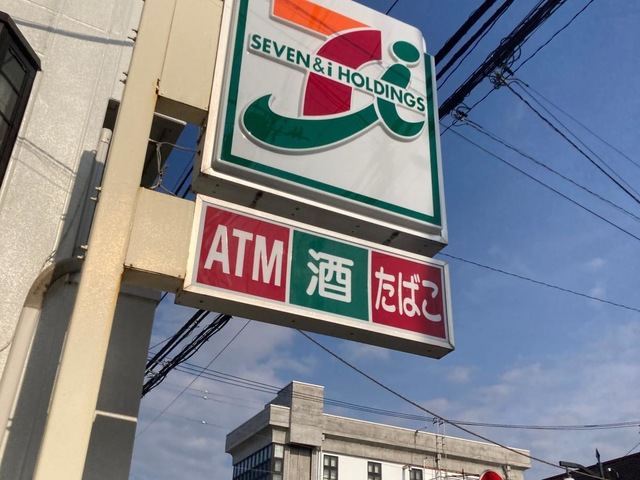 SEVEN & i HOLDINGS
ATM 酒 たばこ